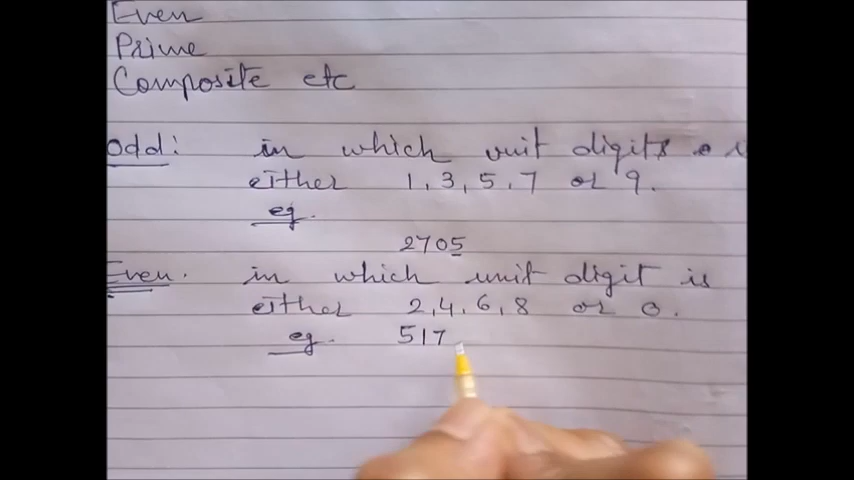 Even
Prime
Composite etc
Odd: in which unit digits
either 1, 3, 5, 7 or 9.
eg.
2705
Even. in which unit digit is
either 2, 4, 6, 8 or 0.
eg. 517